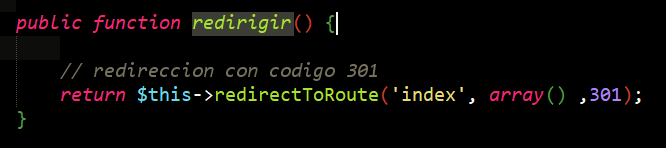 public function redirigir() {
// redireccion con codigo 301
return $this->redirectToRoute('index', array() ,301);
}